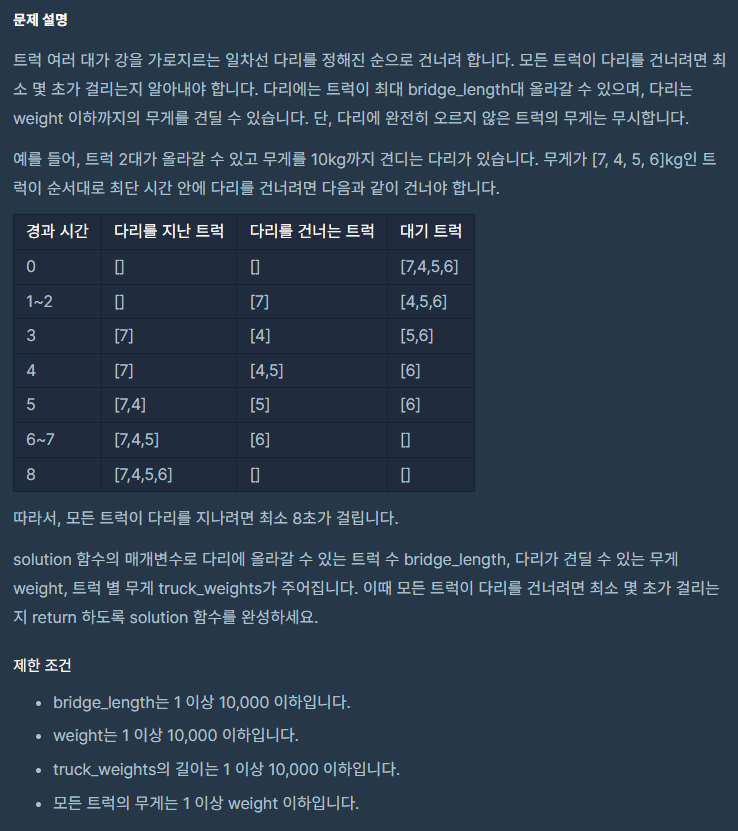 문제 설명
트럭 여러 대가 강을 가로지르는 일차선 다리를 정해진 순으로 건너려 합니다. 모든 트럭이 다리를 건너려면 최
소 몇 초가 걸리는지 알아내야 합니다. 다리에는 트럭이 최대 bridge_length대 올라갈 수 있으며, 다리는
weight 이하까지의 무게를 견딜 수 있습니다. 단, 다리에 완전히 오르지 않은 트럭의 무게는 무시합니다.
예를 들어, 트럭 2대가 올라갈 수 있고 무게를 10kg까지 견디는 다리가 있습니다. 무게가 [7, 4, 5, 6]kg인 트
럭이 순서대로 최단 시간 안에 다리를 건너려면 다음과 같이 건너야 합니다.
경과 시간 다리를 지난 트럭 다리를 건너는 트럭 대기 트럭
0 [] [] [7,4,5,6]
1~2 [] [7] [4,5,6]
3 [7] [4] [5,6]
4 [7] [4,5] [6]
5 [7,4] [5] [6]
6~7 [7,4,5] [6] []
8 [7,4,5,6] [] []
따라서, 모든 트럭이 다리를 지나려면 최소 8초가 걸립니다.
solution 함수의 매개변수로 다리에 올라갈 수 있는 트럭 수 bridge_length, 다리가 견딜 수 있는 무게
weight, 트럭 별 무게 truck_weights가 주어집니다. 이때 모든 트럭이 다리를 건너려면 최소 몇 초가 걸리는
지 return 하도록 solution 함수를 완성하세요.
제한 조건
• bridge_length는 1 이상 10,000 이하입니다.
• weight는 1 이상 10,000 이하입니다.
• truck_weights의 길이는 1 이상 10,000 이하입니다.
• 모든 트럭의 무게는 1 이상 weight 이하입니다.